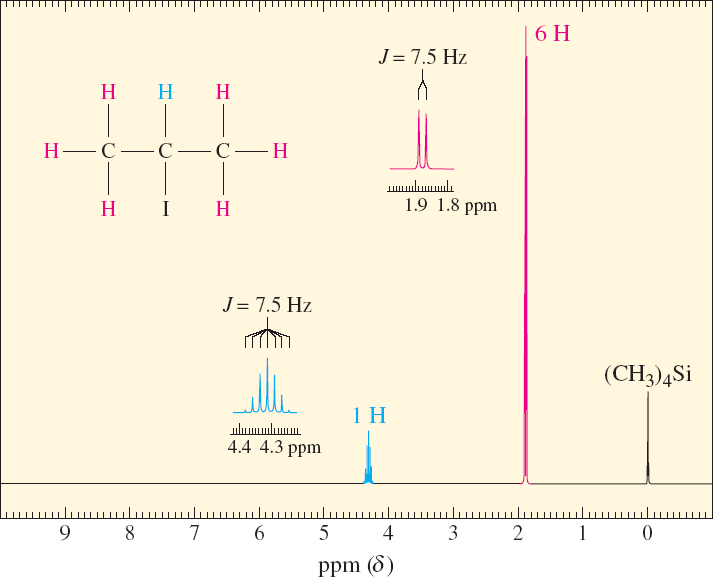 6 H
J = 7.5 Hz
H H H
H C C C H
H I H
1.9 1.8 ppm
J = 7.5 Hz
(CH3)4Si
1 H
4.4 4.3 ppm
9 8 7 6 5 4 3 2 1 0
ppm (δ)